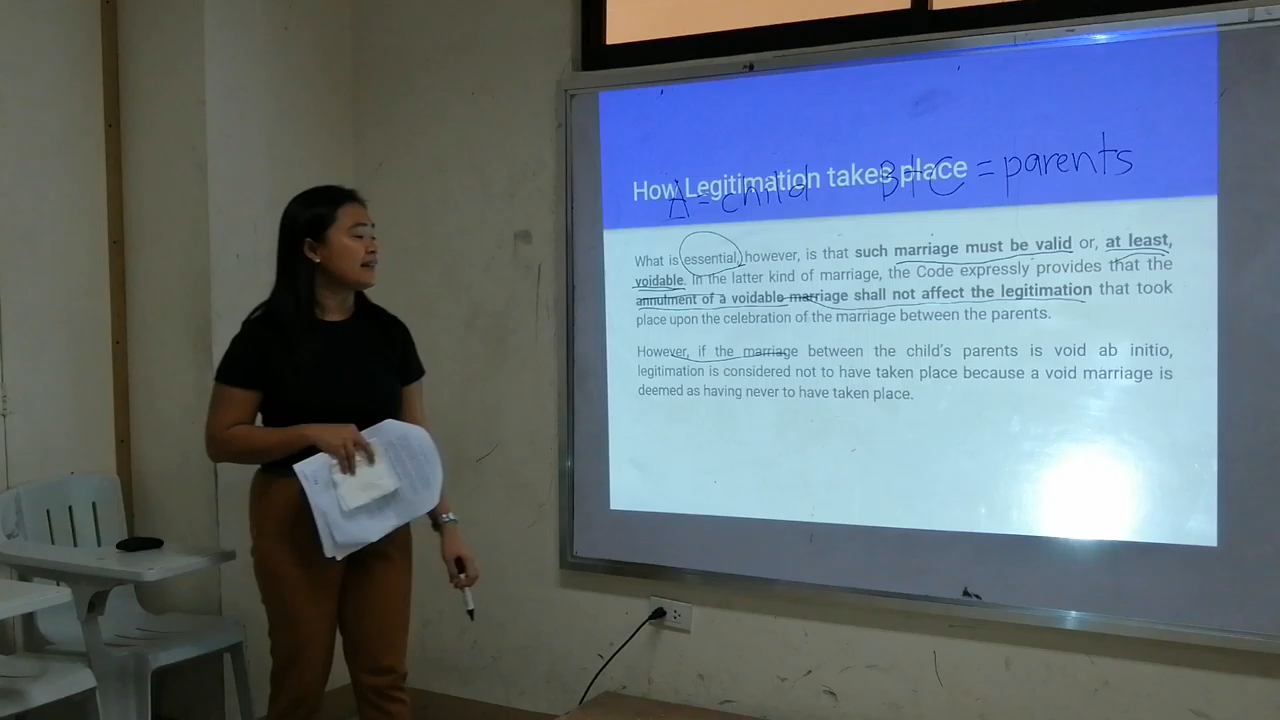 How Legitimation takes place
A = child B + C = parents
What is essential, however, is that such marriage must be valid or, at least,
voidable. In the latter kind of marriage, the Code expressly provides that the
annulment of a voidable marriage shall not affect the legitimation that took
place upon the celebration of the marriage between the parents.
However, if the marriage between the child's parents is void ab initio,
legitimation is considered not to have taken place because a void marriage is
deemed as having never to have taken place.